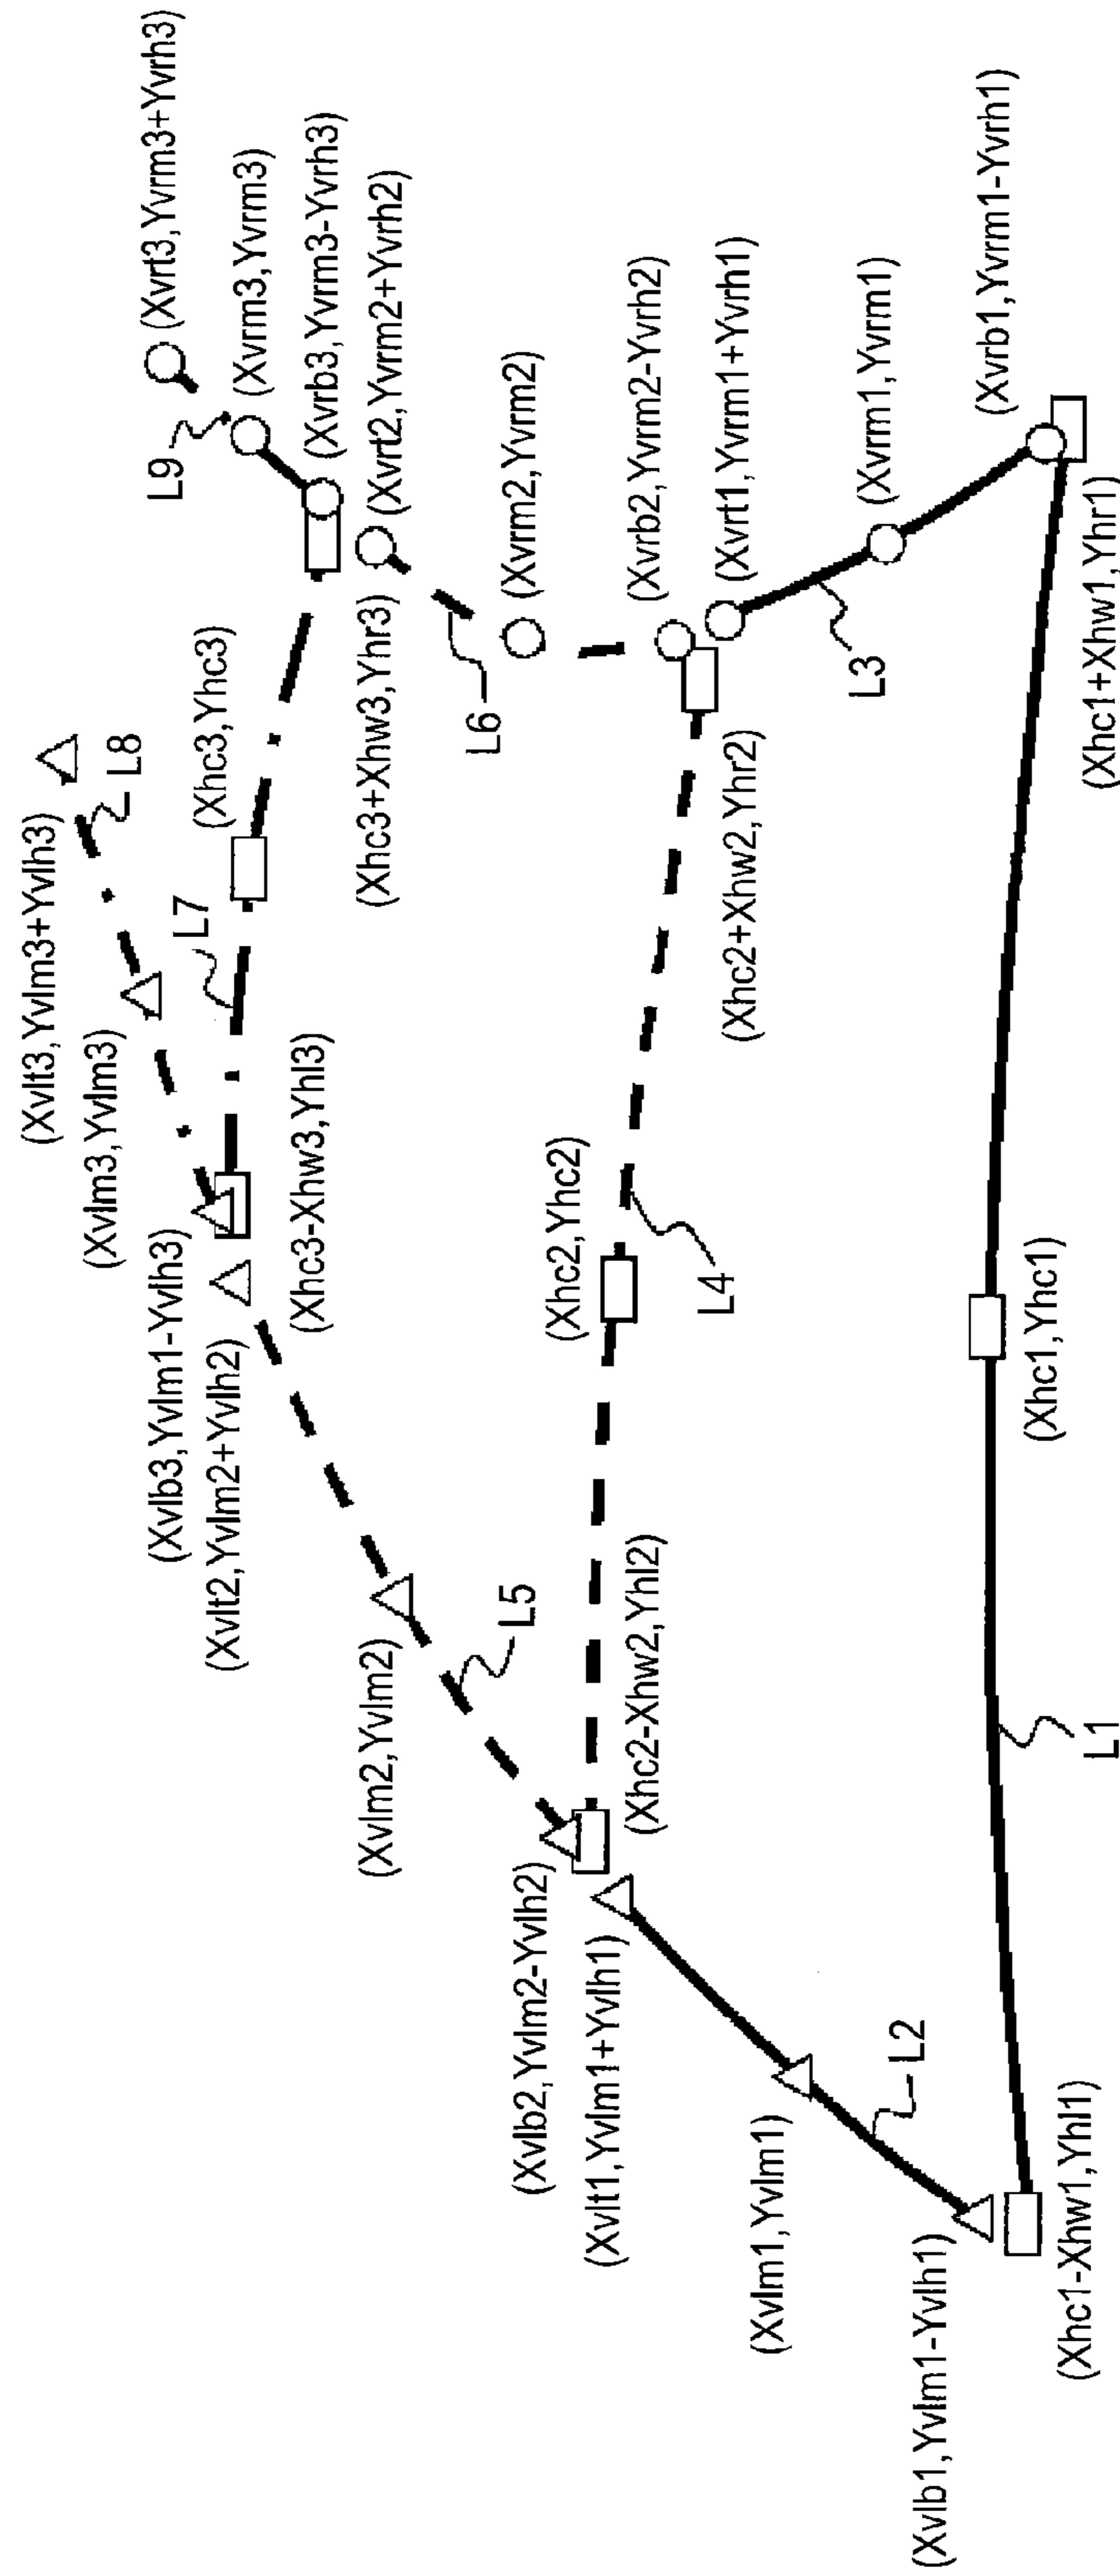 (Xvlt3,Yvlm3+Yvlh3)
L8
(Xvlm3,Yvlm3)
(Xvrt3,Yvrm3+Yvrh3)
L9
(Xvrm3,Yvrm3)
(Xvlb3,Yvlm1-Yvlh3)
L7
(Xhc3,Yhc3)
(Xvlt2,Yvlm2+Yvlh2)
(Xhc3-Xhw3,Yhl3)
(Xvrb3,Yvrm3-Yvrh3)
(Xhc3+Xhw3,Yhr3)
(Xvrt2,Yvrm2+Yvrh2)
(Xvlm2,Yvlm2)
L5
L6
(Xvrm2,Yvrm2)
(Xvlb2,Yvlm2-Yvlh2)
(Xhc2,Yhc2)
(Xvlt1,Yvlm1+Yvlh1)
(Xhc2-Xhw2,Yhl2)
(Xvrb2,Yvrm2-Yvrh2)
L4
(Xhc2+Xhw2,Yhr2)
(Xvrt1,Yvrm1+Yvrh1)
(Xvlm1,Yvlm1)
L2
L3
(Xvrm1,Yvrm1)
(Xvlb1,Yvlm1-Yvlh1)
(Xvrb1,Yvrm1-Yvrh1)
(Xhc1-Xhw1,Yhl1)
L1
(Xhc1,Yhc1)
(Xhc1+Xhw1,Yhr1)